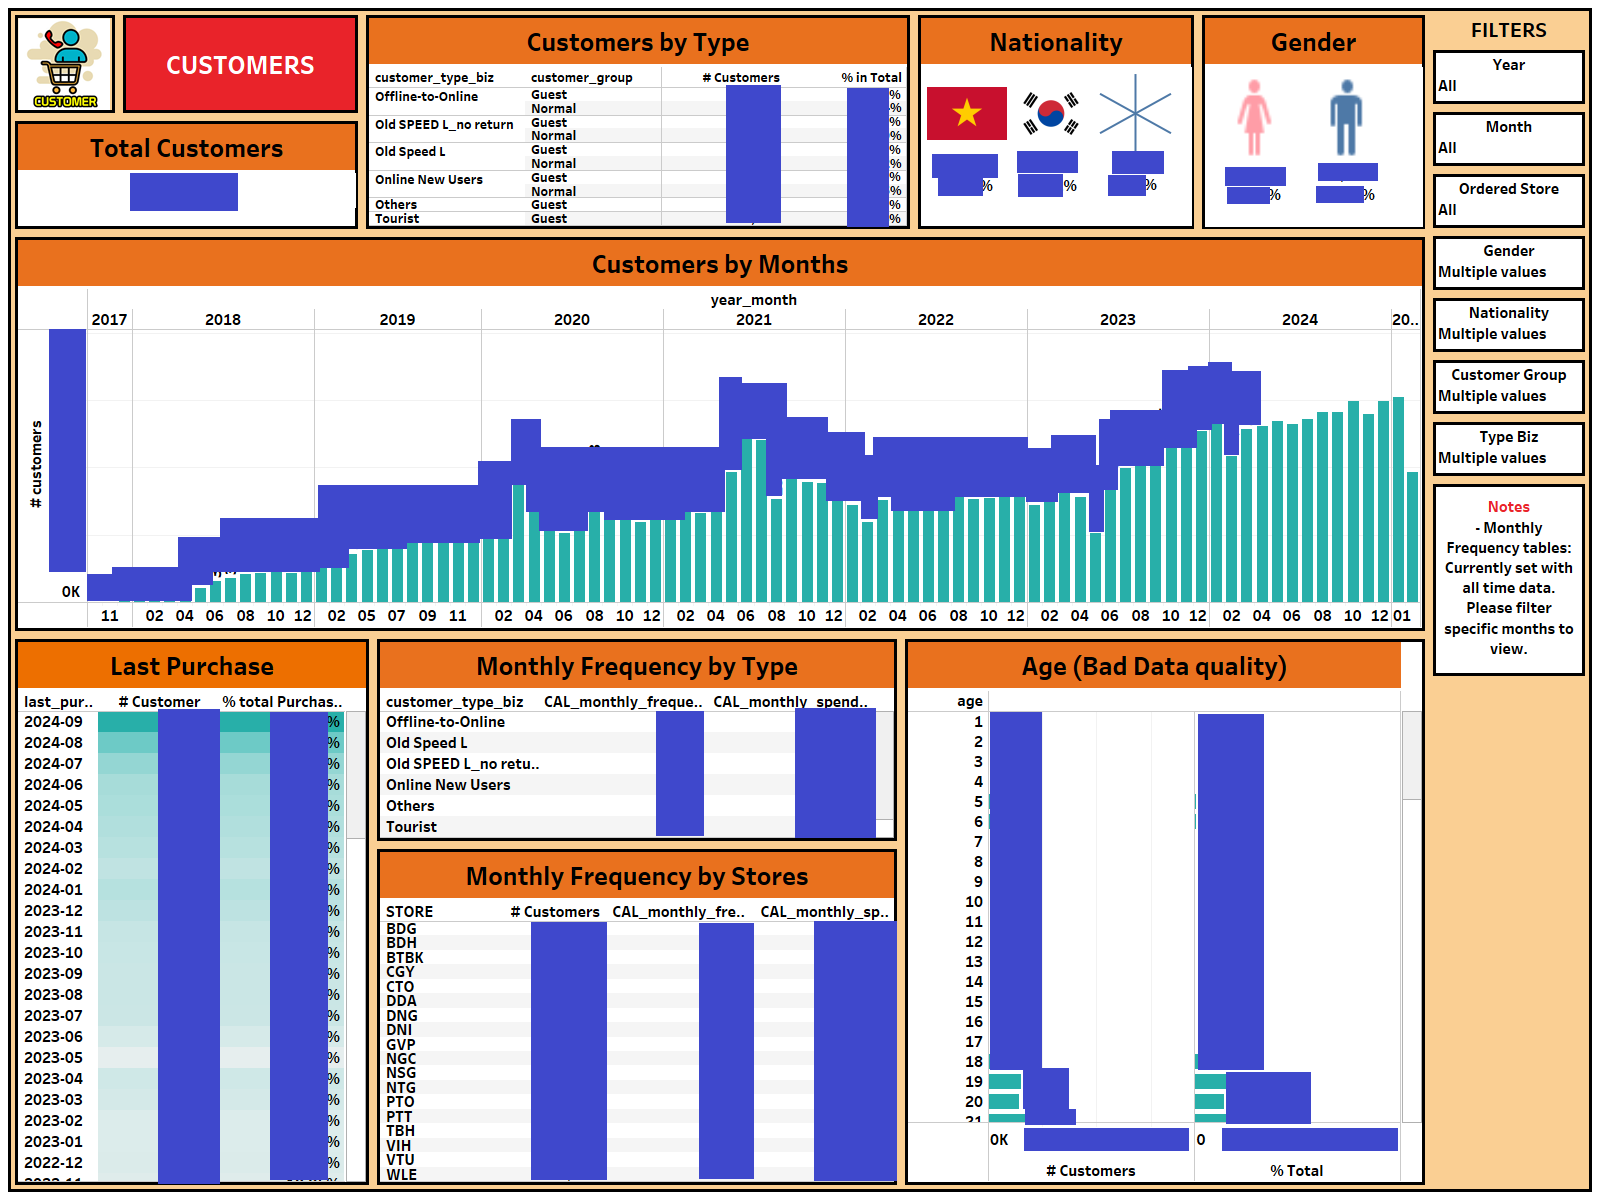 CUSTOMER
CUSTOMERS
Total Customers
Customers by Type
customer_type_biz customer_group # Customers % in Total
Offline-to-Online Guest %
Normal %
Old SPEED L_no return Guest %
Normal %
Old Speed L Guest %
Normal %
Online New Users Guest %
Normal %
Others Guest %
Tourist Guest %
Nationality
% % %
Gender
% %
FILTERS
Year
All
Month
All
Ordered Store
All
Gender
Multiple values
Nationality
Multiple values
Customer Group
Multiple values
Type Biz
Multiple values
Notes
- Monthly
Frequency tables:
Currently set with
all time data.
Please filter
specific months to
view.
Customers by Months
year_month
2017 2018 2019 2020 2021 2022 2023 2024 20..
# customers
0K
11 02 04 06 08 10 12 02 05 07 09 11 02 04 06 08 10 12 02 04 06 08 10 12 02 04 06 08 10 12 02 04 06 08 10 12 02 04 06 08 10 12 01
Last Purchase
last_pur.. # Customer % total Purchas..
2024-09 %
2024-08 %
2024-07 %
2024-06 %
2024-05 %
2024-04 %
2024-03 %
2024-02 %
2024-01 %
2023-12 %
2023-11 %
2023-10 %
2023-09 %
2023-08 %
2023-07 %
2023-06 %
2023-05 %
2023-04 %
2023-03 %
2023-02 %
2023-01 %
2022-12 %
Monthly Frequency by Type
customer_type_biz CAL_monthly_freque.. CAL_monthly_spend..
Offline-to-Online
Old Speed L
Old SPEED L_no retu..
Online New Users
Others
Tourist
Monthly Frequency by Stores
STORE # Customers CAL_monthly_fre.. CAL_monthly_sp..
BDG
BDH
BTBK
CGY
CTO
DDA
DNG
DNI
GVP
NGC
NSG
NTG
PTO
PTT
TBH
VIH
VTU
WLE
Age (Bad Data quality)
age
1
2
3
4
5
6
7
8
9
10
11
12
13
14
15
16
17
18
19
20
21
0K 0
# Customers % Total